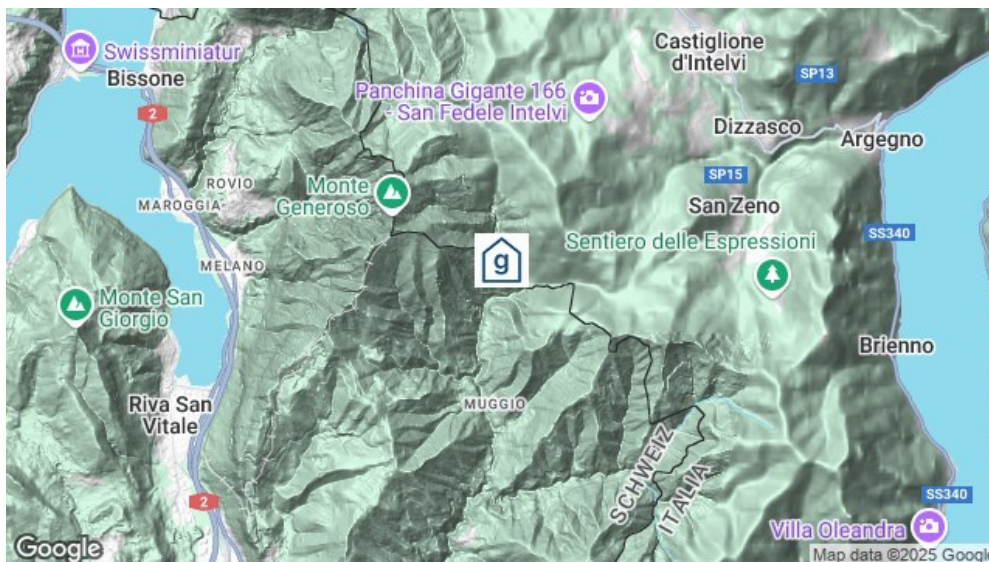 Swissminiatur
Bissone
2
Castiglione
d'Intelvi
SP13
Panchina Gigante 166
- San Fedele Intelvi
Dizzasco
Argegno
ROVIO
MAROGGIA
Monte
Generoso
SP15
San Zeno
SS340
g
Sentiero delle Espressioni
MELANO
Monte San
Giorgio
Brienno
Riva San
Vitale
MUGGIO
SCHWEIZ
ITALIA
2
SS340
Villa Oleandra
Google
Map data ©2025 Google